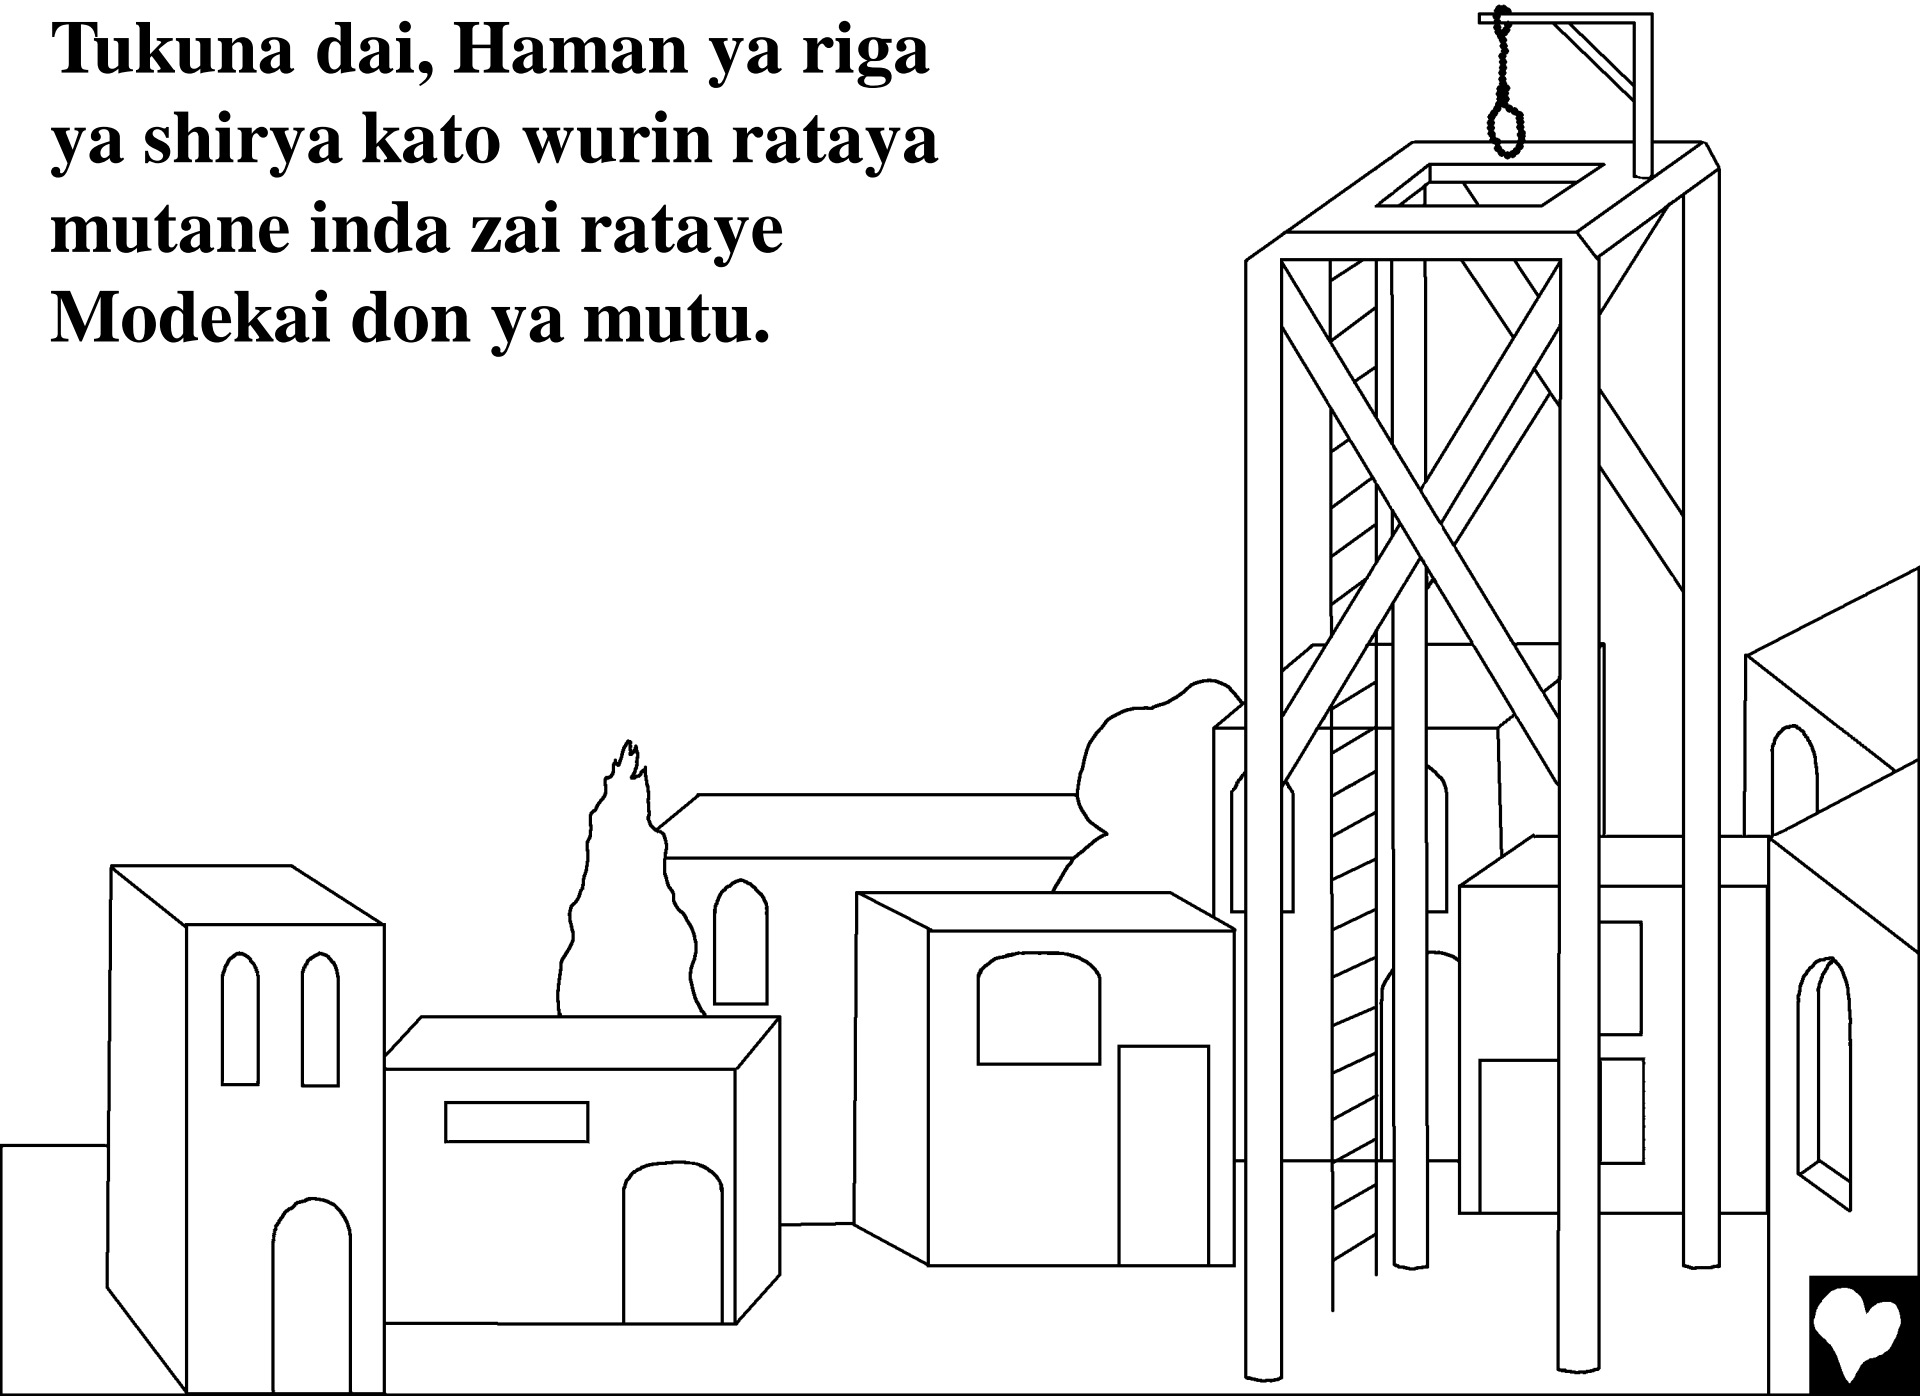 Tukuna dai, Haman ya riga
ya shirya kato wurin rataya
mutane inda zai rataye
Modekai don ya mutu.